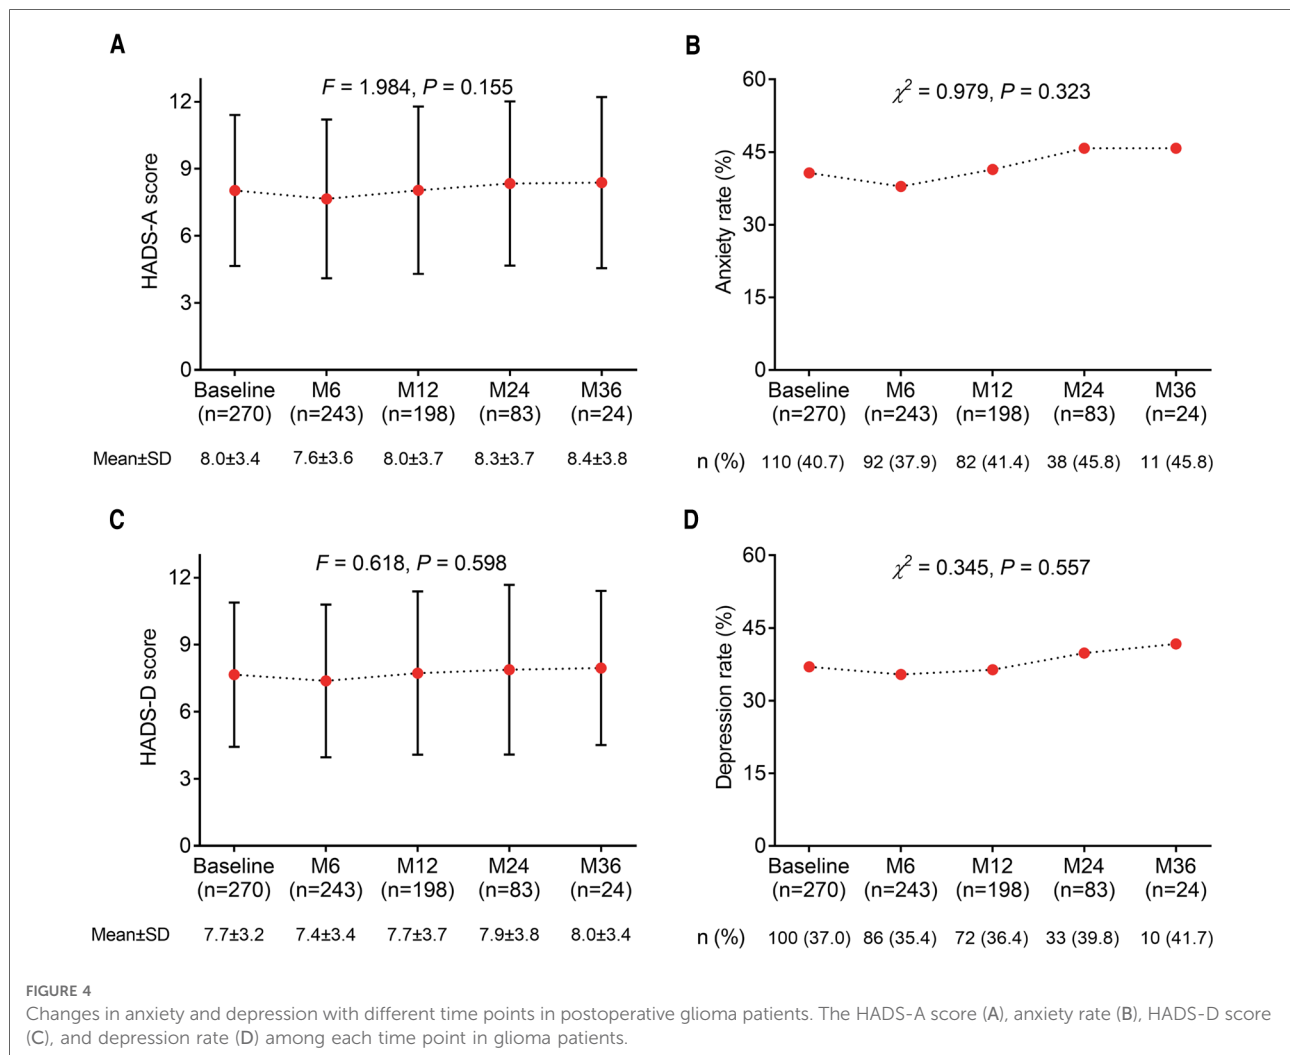 A
F = 1.984, P = 0.155
HADS-A score
12
9
6
3
0
Baseline M6 M12 M24 M36
(n=270) (n=243) (n=198) (n=83) (n=24)
Mean±SD 8.0±3.4 7.6±3.6 8.0±3.7 8.3±3.7 8.4±3.8
B
χ² = 0.979, P = 0.323
Anxiety rate (%)
60
45
30
15
0
Baseline M6 M12 M24 M36
(n=270) (n=243) (n=198) (n=83) (n=24)
n (%) 110 (40.7) 92 (37.9) 82 (41.4) 38 (45.8) 11 (45.8)
C
F = 0.618, P = 0.598
HADS-D score
12
9
6
3
0
Baseline M6 M12 M24 M36
(n=270) (n=243) (n=198) (n=83) (n=24)
Mean±SD 7.7±3.2 7.4±3.4 7.7±3.7 7.9±3.8 8.0±3.4
D
χ² = 0.345, P = 0.557
Depression rate (%)
60
45
30
15
0
Baseline M6 M12 M24 M36
(n=270) (n=243) (n=198) (n=83) (n=24)
n (%) 100 (37.0) 86 (35.4) 72 (36.4) 33 (39.8) 10 (41.7)
FIGURE 4
Changes in anxiety and depression with different time points in postoperative glioma patients. The HADS-A score (A), anxiety rate (B), HADS-D score
(C), and depression rate (D) among each time point in glioma patients.